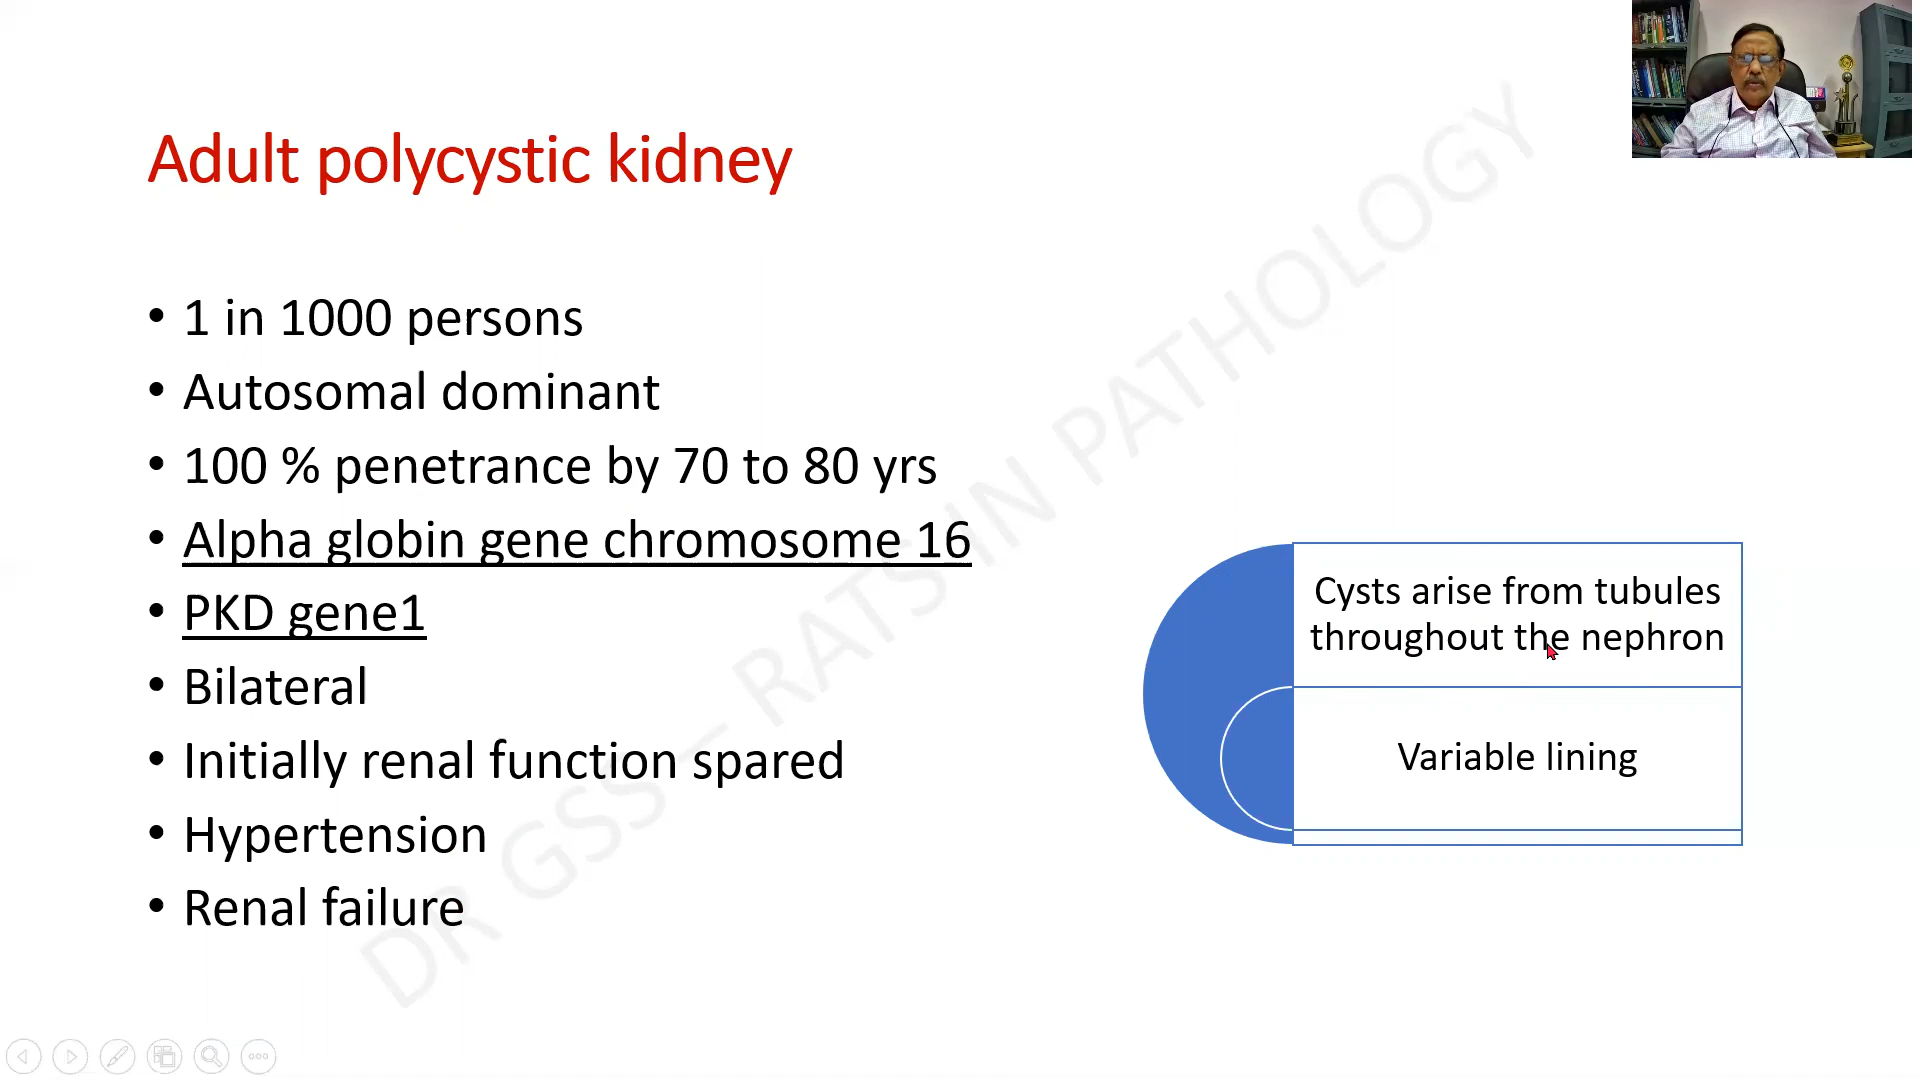 Adult polycystic kidney
• 1 in 1000 persons
• Autosomal dominant
• 100 % penetrance by 70 to 80 yrs
• Alpha globin gene chromosome 16
• PKD gene1
• Bilateral
• Initially renal function spared
• Hypertension
• Renal failure
Cysts arise from tubules
throughout the nephron
Variable lining
DR GSS – RATS IN PATHOLOGY